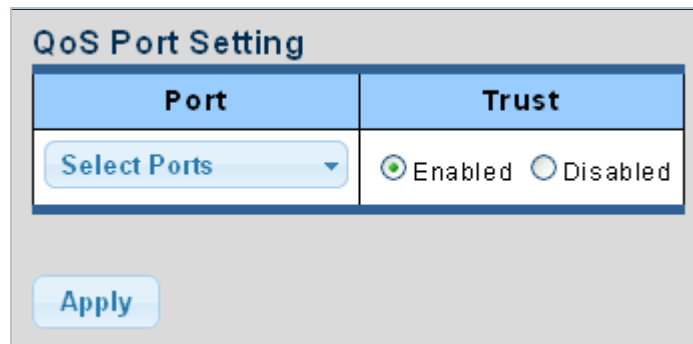 QoS Port Setting
Port Trust
Select Ports Enabled Disabled
Apply